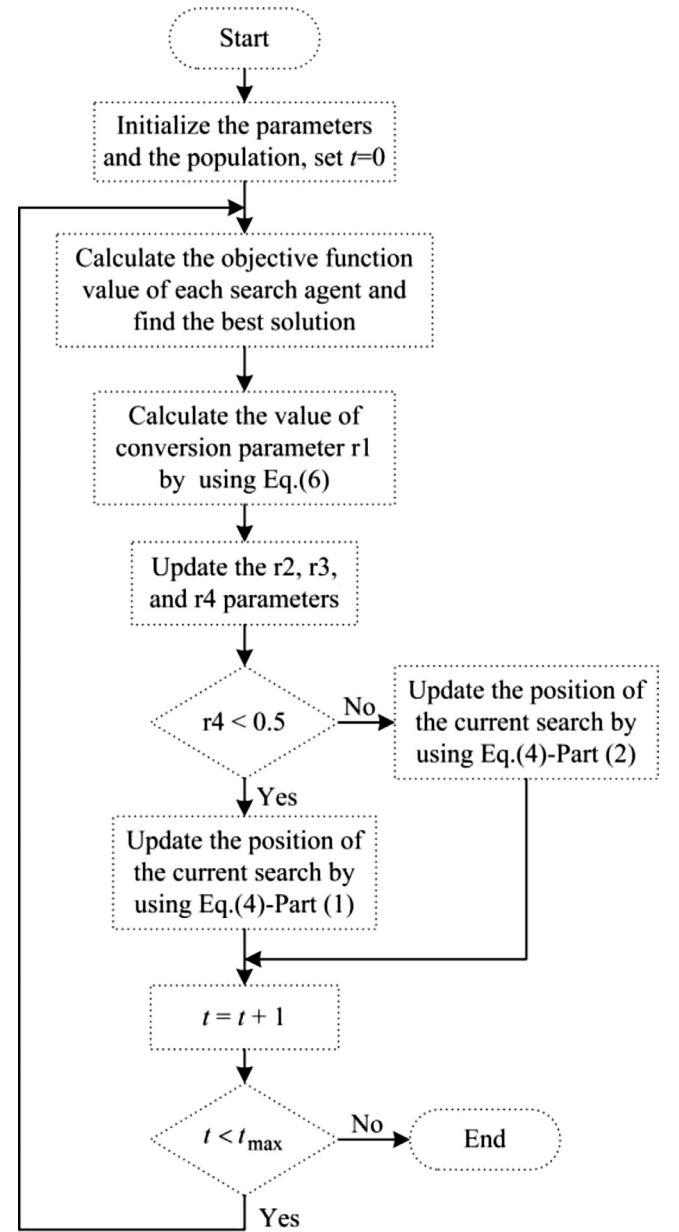 Start
Initialize the parameters
and the population, set t=0
Calculate the objective function
value of each search agent and
find the best solution
Calculate the value of
conversion parameter r1
by using Eq.(6)
Update the r2, r3,
and r4 parameters
r4 < 0.5
No
Update the position of
the current search by
using Eq.(4)-Part (2)
Yes
Update the position of
the current search by
using Eq.(4)-Part (1)
t = t + 1
t < tmax
No
End
Yes